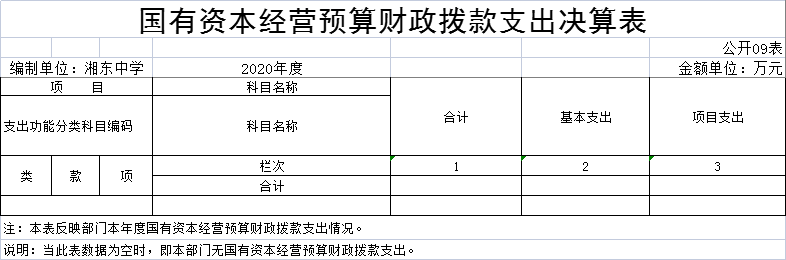 国有资本经营预算财政拨款支出决算表
公开09表
编制单位：湘东中学 2020年度 金额单位：万元
项 目 科目名称 合计 基本支出 项目支出
支出功能分类科目编码 科目名称
类 款 项 栏次 1 2 3
合计
注：本表反映部门本年度国有资本经营预算财政拨款支出情况。
说明：当此表数据为空时，即本部门无国有资本经营预算财政拨款支出。